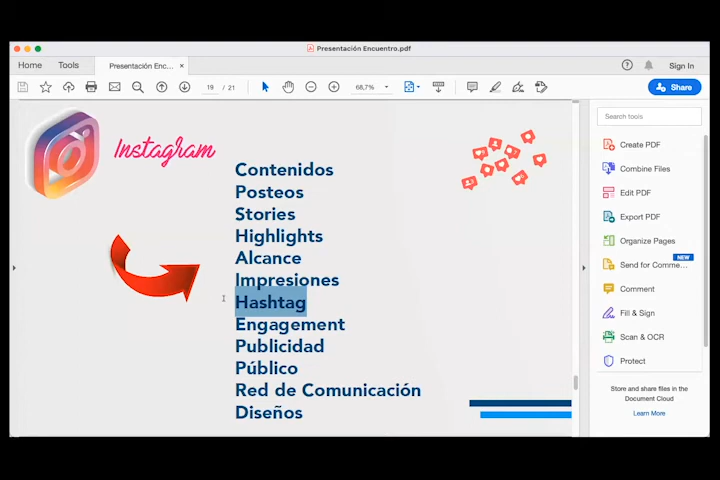 Presentación Encuentro.pdf
Home Tools Presentación Enc... × Sign In
19 / 21 68,7% Share
Instagram
Contenidos
Posteos
Stories
Highlights
Alcance
Impresiones
Hashtag
Engagement
Publicidad
Público
Red de Comunicación
Diseños
Search tools
Create PDF
Combine Files
Edit PDF
Export PDF
Organize Pages
NEW
Send for Comme...
Comment
Fill & Sign
Scan & OCR
Protect
Store and share files in the
Document Cloud
Learn More